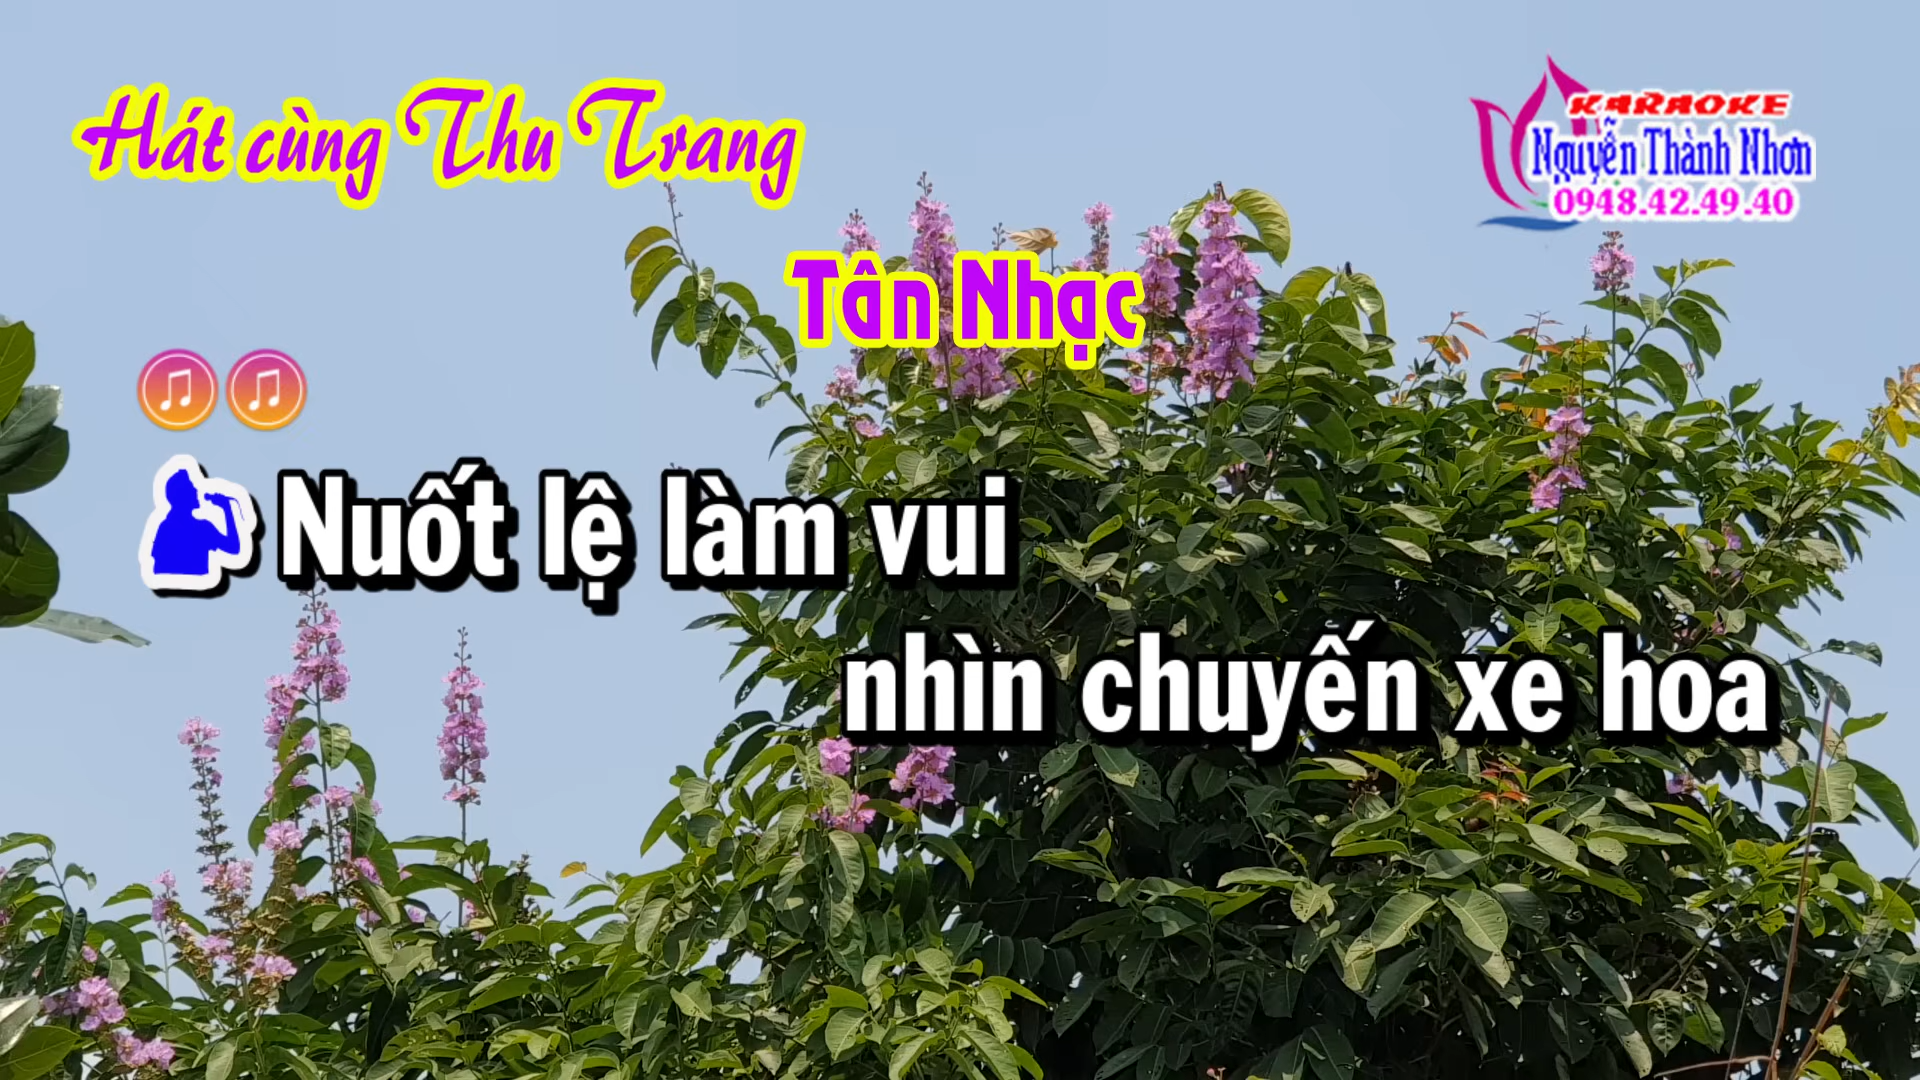 Hát cùng Thu Trang
KARAOKE
Nguyễn Thành Nhơn
0948.42.49.40
Tân Nhạc
Nuốt lệ làm vui
nhìn chuyến xe hoa